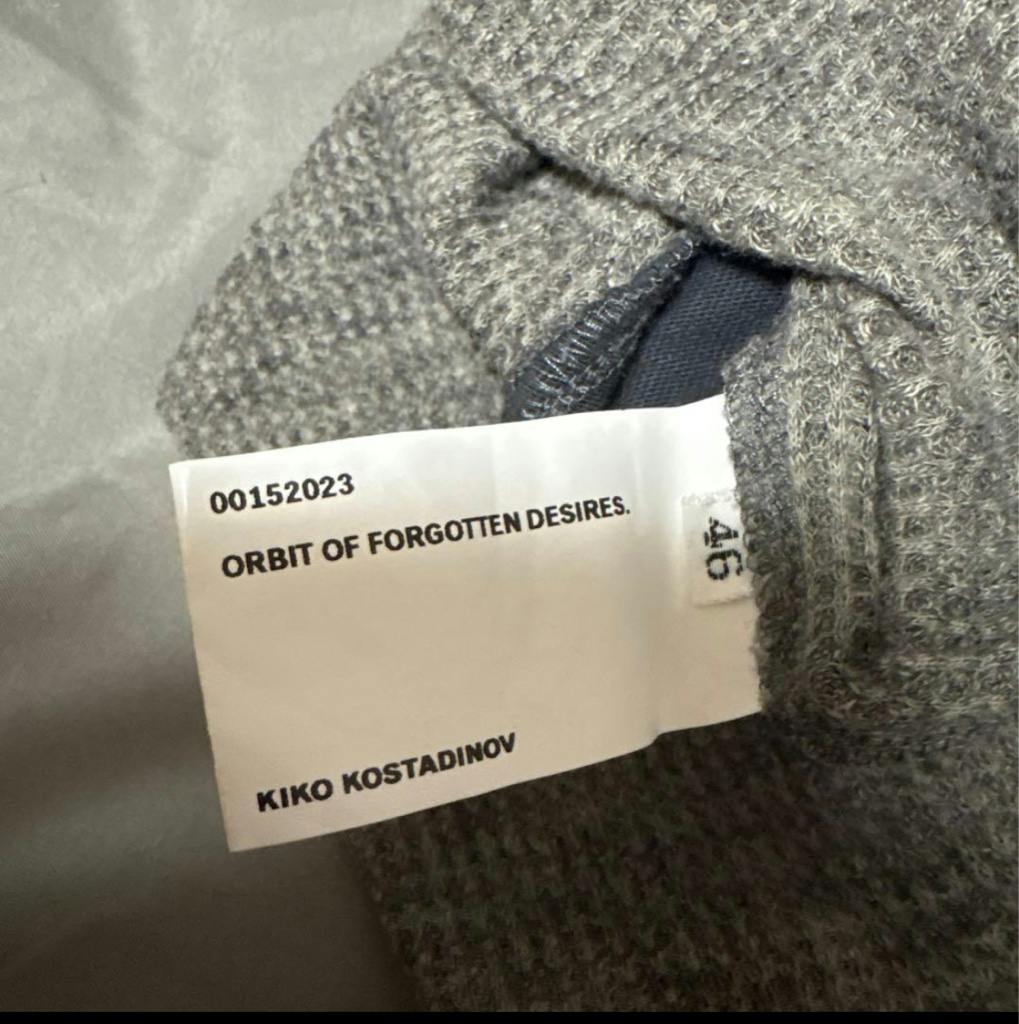 00152023
ORBIT OF FORGOTTEN DESIRES.
46
KIKO KOSTADINOV